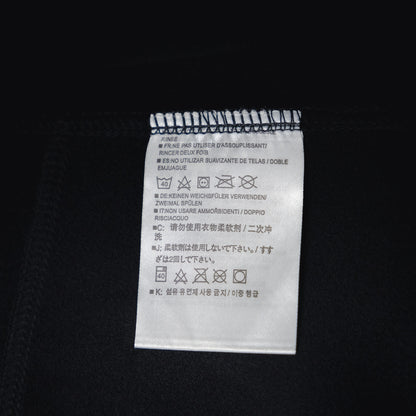 RINSE
■ FR:NE PAS UTILISER D'ASSOUPLISSANT/
RINCER DEUX FOIS
■ ES:NO UTILIZAR SUAVIZANTE DE TELAS / DOBLE
EMJUAGUE
40
■ DE:KEINEN WEICHSPÜLER VERWENDEN/
ZWEIMAL SPÜLEN
■ IT:NON USARE AMMORBIDENTI / DOPPIO
RISCIACQUO
■C: 请勿使用衣物柔软剂 / 二次冲
洗
■J: 柔軟剤は使用しないで下さい。/ すす
ぎは2回して下さい。
40
■ K: 섬유 유연제 사용 금지 / 이중 헹굼